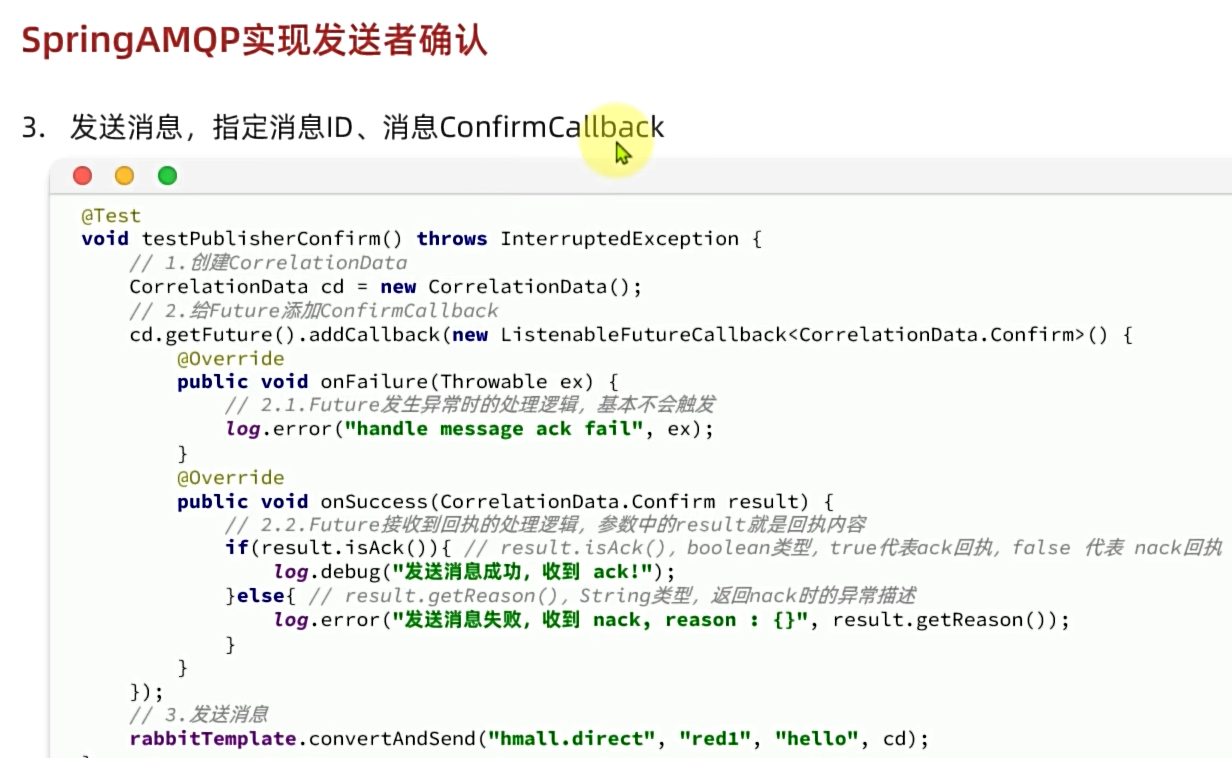 SpringAMQP实现发送者确认
3. 发送消息，指定消息ID、消息ConfirmCallback
@Test
void testPublisherConfirm() throws InterruptedException {
// 1.创建CorrelationData
CorrelationData cd = new CorrelationData();
// 2.给Future添加ConfirmCallback
cd.getFuture().addCallback(new ListenableFutureCallback<CorrelationData.Confirm>() {
@Override
public void onFailure(Throwable ex) {
// 2.1.Future发生异常时的处理逻辑，基本不会触发
log.error("handle message ack fail", ex);
}
@Override
public void onSuccess(CorrelationData.Confirm result) {
// 2.2.Future接收到回执的处理逻辑，参数中的result就是回执内容
if(result.isAck()){ // result.isAck()，boolean类型，true代表ack回执，false 代表 nack回执
log.debug("发送消息成功，收到 ack!");
}else{ // result.getReason()，String类型，返回nack时的异常描述
log.error("发送消息失败，收到 nack, reason : {}", result.getReason());
}
}
});
// 3.发送消息
rabbitTemplate.convertAndSend("hmall.direct", "red1", "hello", cd);